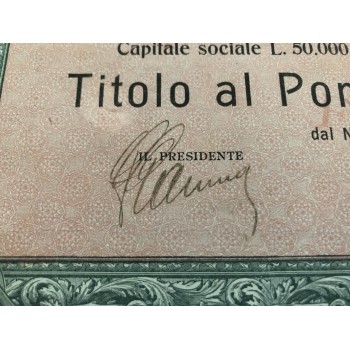 Capitale sociale L. 50.000
Titolo al Por
dal N
IL PRESIDENTE